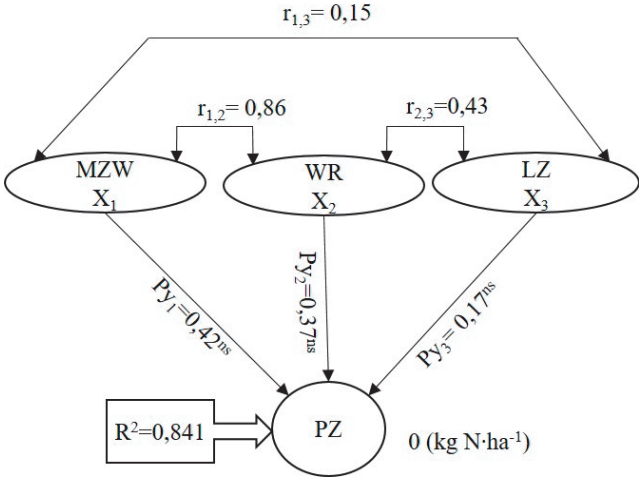 r₁,₃= 0,15
r₁,₂= 0,86
r₂,₃=0,43
MZW
X₁
WR
X₂
LZ
X₃
Py₁=0,42ⁿˢ
Py₂=0,37ⁿˢ
Py₃= 0,17ⁿˢ
R²=0,841
PZ
0 (kg N·ha⁻¹)